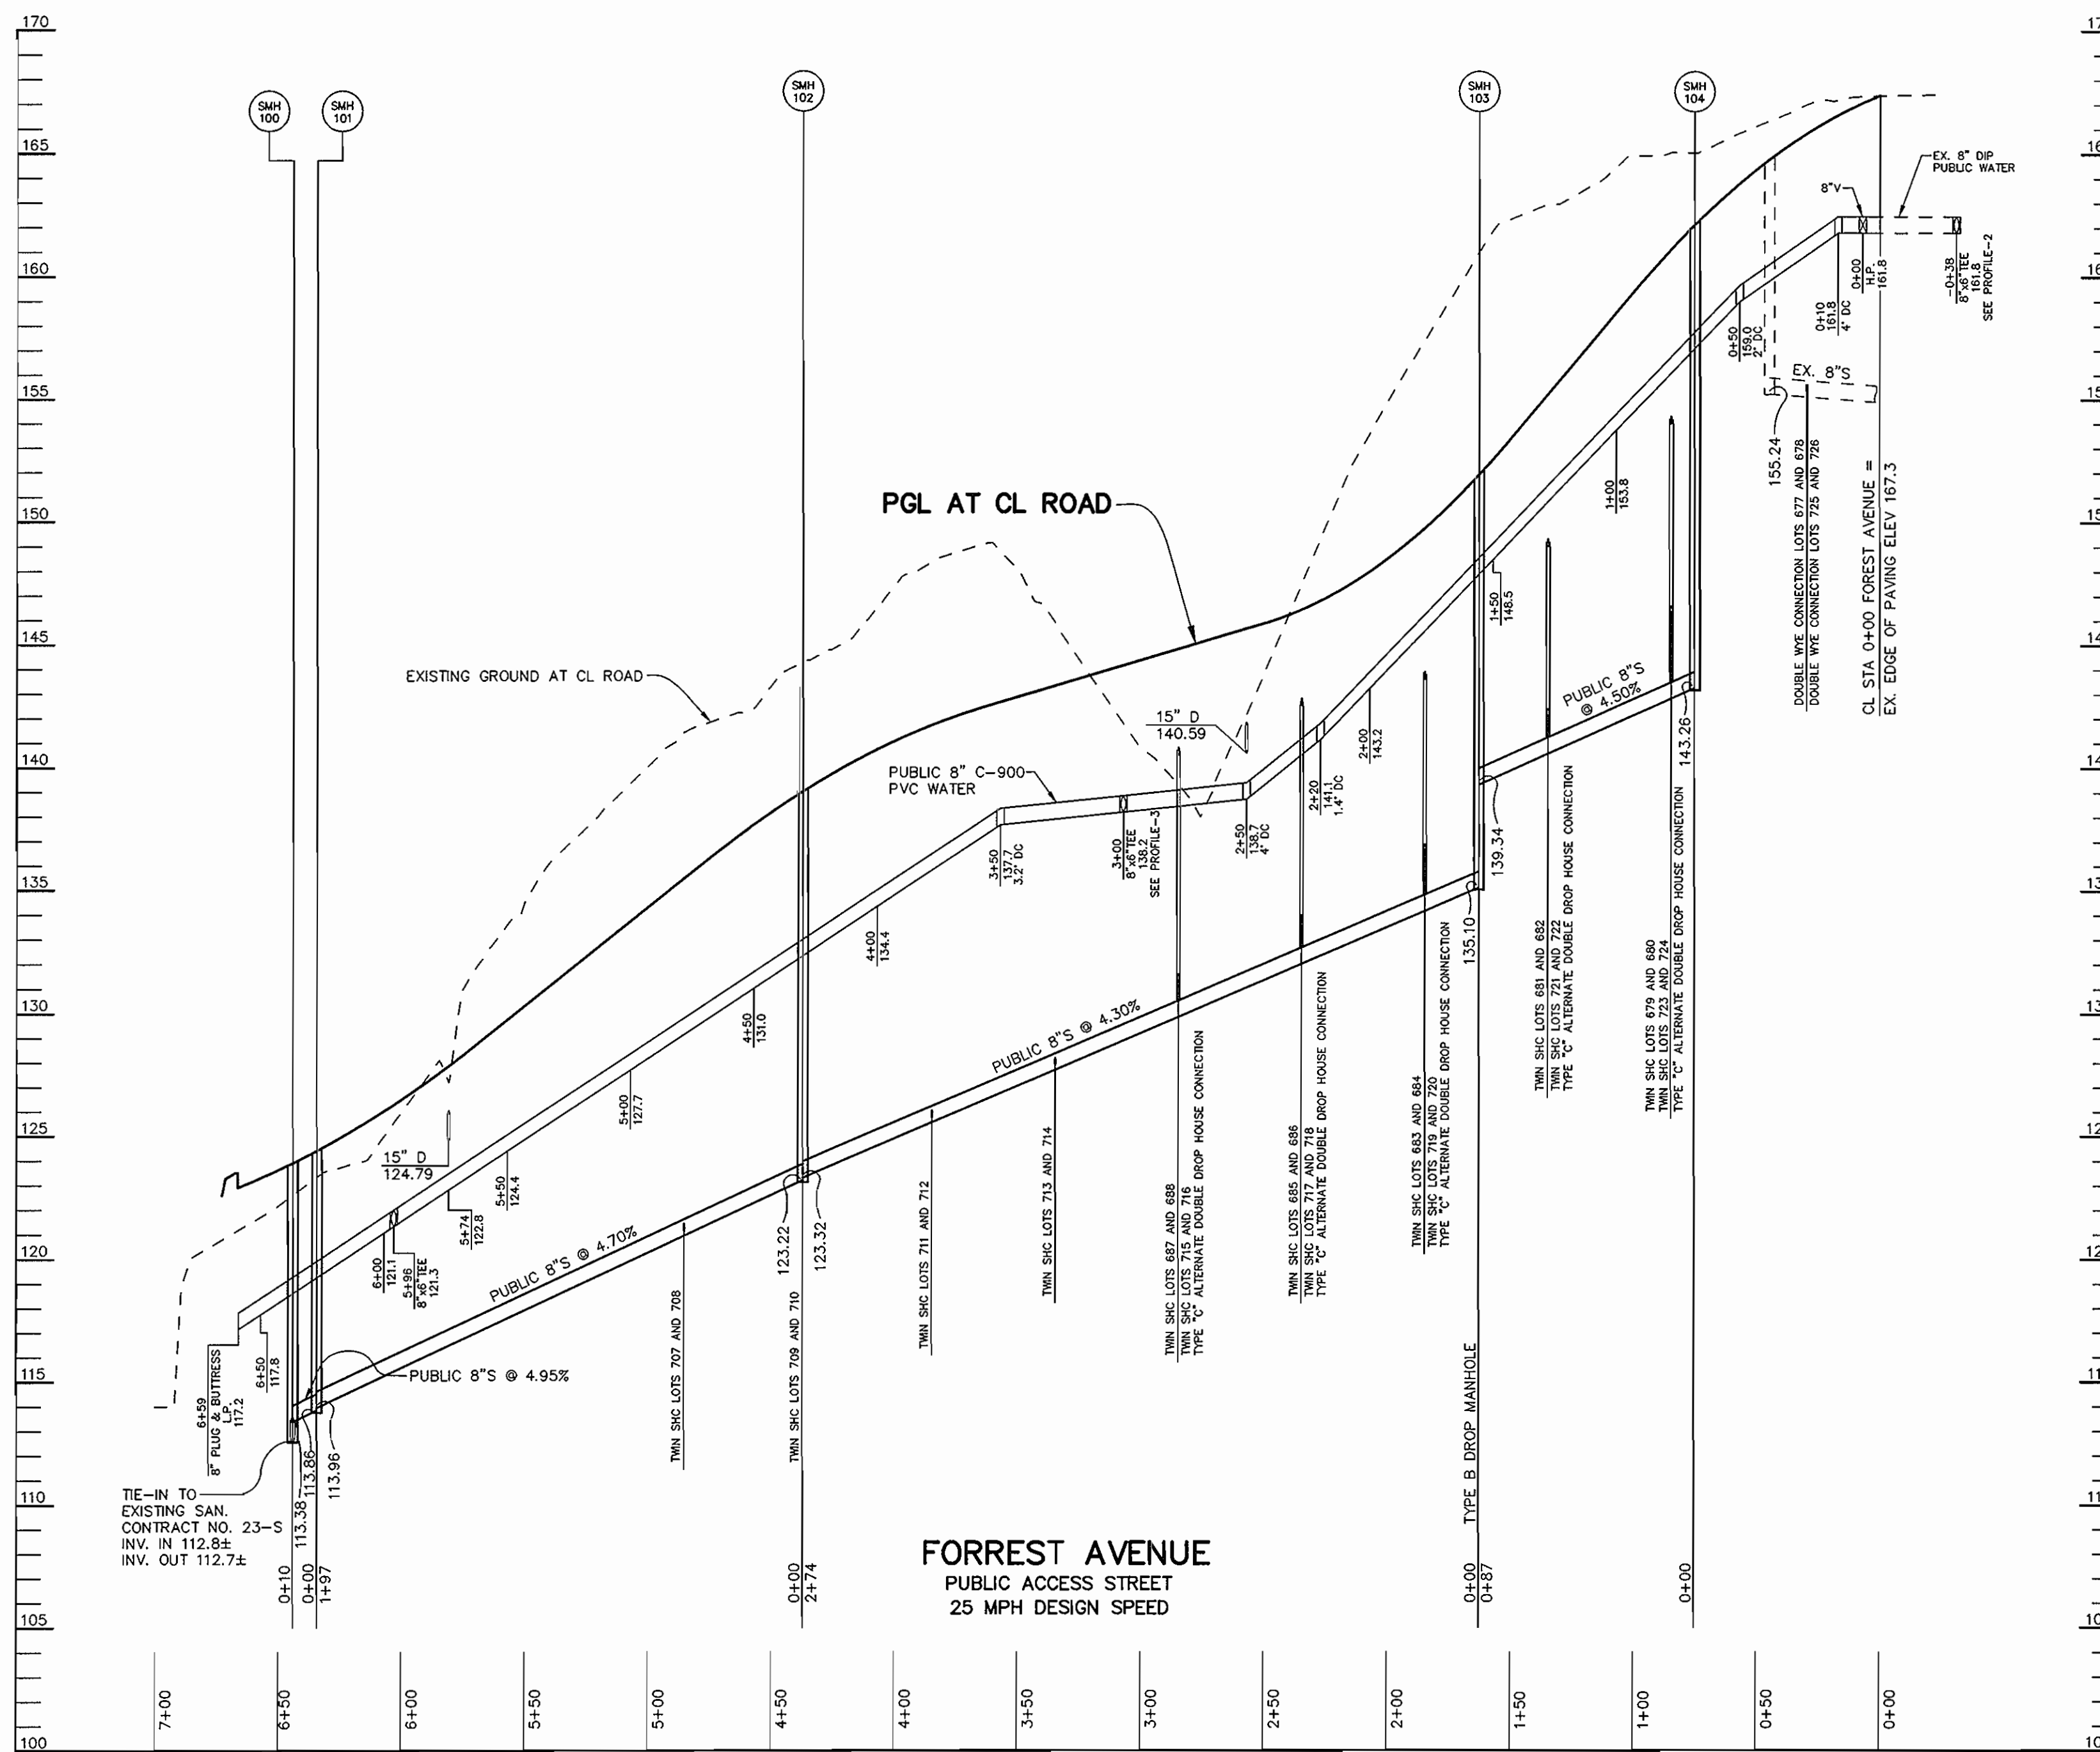 170
165
160
155
150
145
140
135
130
125
120
115
110
105
100
SMH
100
SMH
101
SMH
102
SMH
103
SMH
104
EX. 8" DIP
PUBLIC WATER
8"V
0+00
H.P.
161.8
-0+38
8"x6"TEE
161.8
SEE PROFILE-2
0+10
161.8
4° DC
0+50
159.0
2° DC
EX. 8"S
155.24
DOUBLE WYE CONNECTION LOTS 677 AND 678
DOUBLE WYE CONNECTION LOTS 725 AND 726
CL STA 0+00 FOREST AVENUE =
EX. EDGE OF PAVING ELEV 167.3
1+00
153.8
1+50
148.5
PGL AT CL ROAD
EXISTING GROUND AT CL ROAD
15" D
140.59
PUBLIC 8" C-900
PVC WATER
2+00
143.2
2+20
141.1
1.4° DC
2+50
138.7
4° DC
3+00
8"x6"TEE
138.2
SEE PROFILE-3
3+50
137.7
3.2° DC
4+00
134.4
4+50
131.0
5+00
127.7
5+50
124.4
5+74
122.8
15" D
124.79
6+00
121.1
5+96
8"x6"TEE
121.3
6+50
117.8
6+59
8" PLUG & BUTTRESS
L.P.
117.2
PUBLIC 8"S
@ 4.50%
143.26
139.34
135.10
PUBLIC 8"S @ 4.30%
PUBLIC 8"S @ 4.70%
PUBLIC 8"S @ 4.95%
123.22
123.32
113.38
113.86
113.96
TWIN SHC LOTS 707 AND 708
TWIN SHC LOTS 709 AND 710
TWIN SHC LOTS 711 AND 712
TWIN SHC LOTS 713 AND 714
TWIN SHC LOTS 687 AND 688
TWIN SHC LOTS 715 AND 716
TYPE "C" ALTERNATE DOUBLE DROP HOUSE CONNECTION
TWIN SHC LOTS 685 AND 686
TWIN SHC LOTS 717 AND 718
TYPE "C" ALTERNATE DOUBLE DROP HOUSE CONNECTION
TWIN SHC LOTS 683 AND 684
TWIN SHC LOTS 719 AND 720
TYPE "C" ALTERNATE DOUBLE DROP HOUSE CONNECTION
TWIN SHC LOTS 681 AND 682
TWIN SHC LOTS 721 AND 722
TYPE "C" ALTERNATE DOUBLE DROP HOUSE CONNECTION
TWIN SHC LOTS 679 AND 680
TWIN SHC LOTS 723 AND 724
TYPE "C" ALTERNATE DOUBLE DROP HOUSE CONNECTION
TYPE B DROP MANHOLE
TIE-IN TO
EXISTING SAN.
CONTRACT NO. 23-S
INV. IN 112.8±
INV. OUT 112.7±
0+10
0+00
1+97
0+00
2+74
0+00
0+87
0+00
FORREST AVENUE
PUBLIC ACCESS STREET
25 MPH DESIGN SPEED
7+00
6+50
6+00
5+50
5+00
4+50
4+00
3+50
3+00
2+50
2+00
1+50
1+00
0+50
0+00